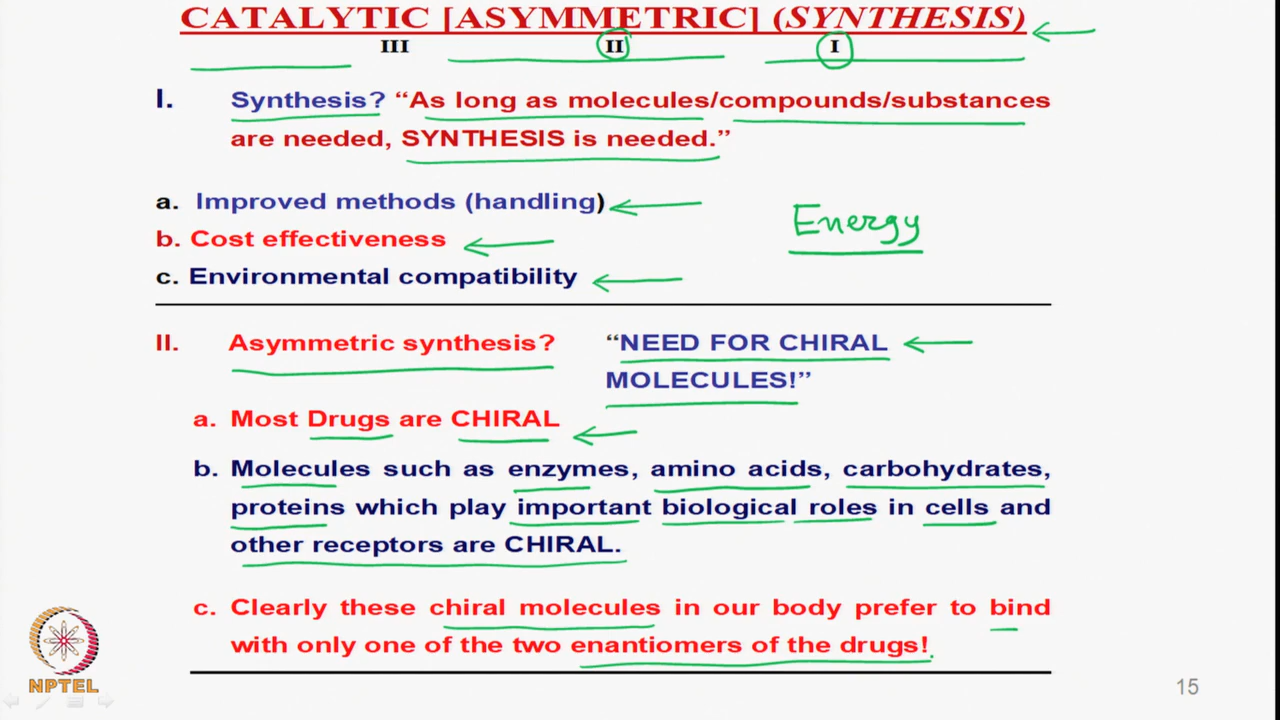 CATALYTIC [ASYMMETRIC] (SYNTHESIS)
III II I
I. Synthesis? “As long as molecules/compounds/substances
are needed, SYNTHESIS is needed.”
a. Improved methods (handling)
Energy
b. Cost effectiveness
c. Environmental compatibility
II. Asymmetric synthesis? “NEED FOR CHIRAL
MOLECULES!”
a. Most Drugs are CHIRAL
b. Molecules such as enzymes, amino acids, carbohydrates,
proteins which play important biological roles in cells and
other receptors are CHIRAL.
c. Clearly these chiral molecules in our body prefer to bind
with only one of the two enantiomers of the drugs!
NPTEL
15